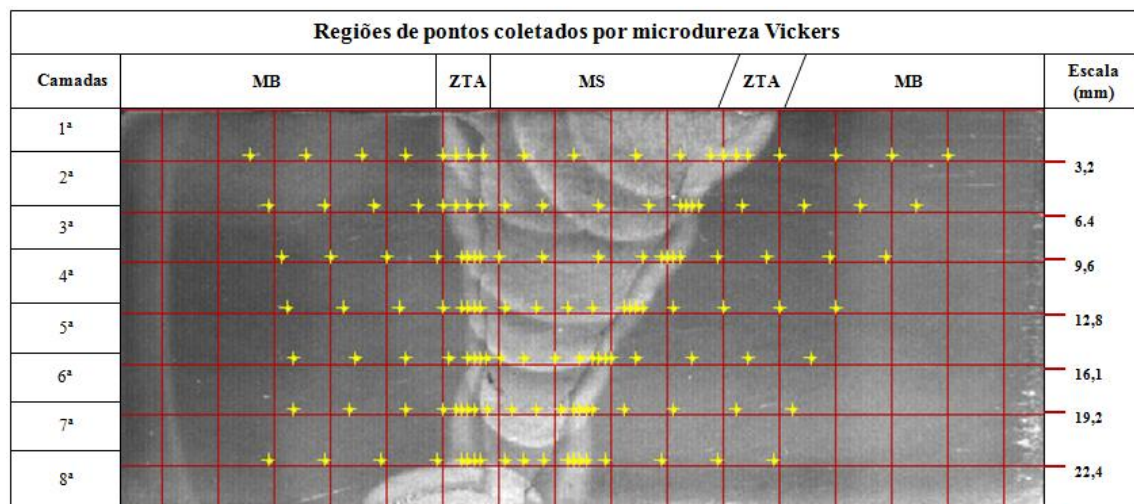 Regiões de pontos coletados por microdureza Vickers
Camadas MB ZTA MS ZTA MB Escala (mm)
1ª
3,2
2ª
6.4
3ª
9,6
4ª
12,8
5ª
16,1
6ª
19,2
7ª
22,4
8ª